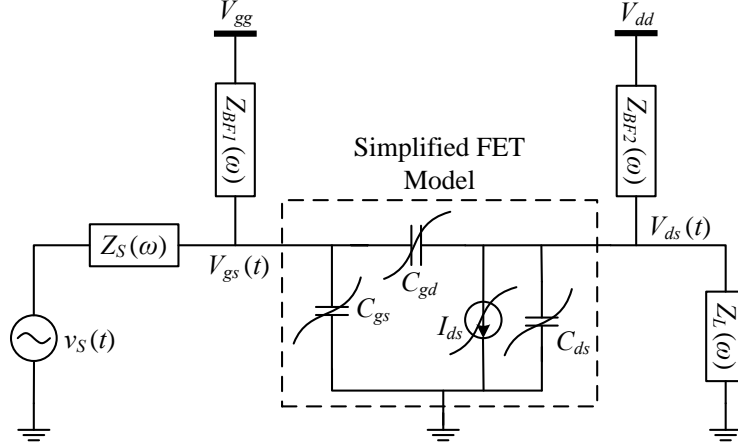 V_gg
V_dd
Z_BF1(ω)
Z_BF2(ω)
Simplified FET
Model
Z_S(ω)
V_gs(t)
V_ds(t)
C_gd
C_gs
I_ds
C_ds
v_S(t)
Z_L(ω)